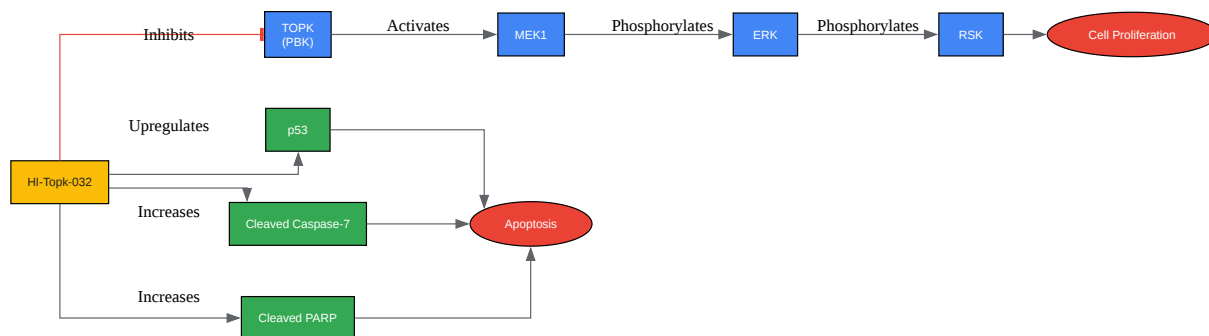 TOPK
(PBK)
Inhibits
Activates
MEK1
Phosphorylates
ERK
Phosphorylates
RSK
Cell Proliferation
Upregulates
p53
HI-Topk-032
Increases
Cleaved Caspase-7
Apoptosis
Increases
Cleaved PARP